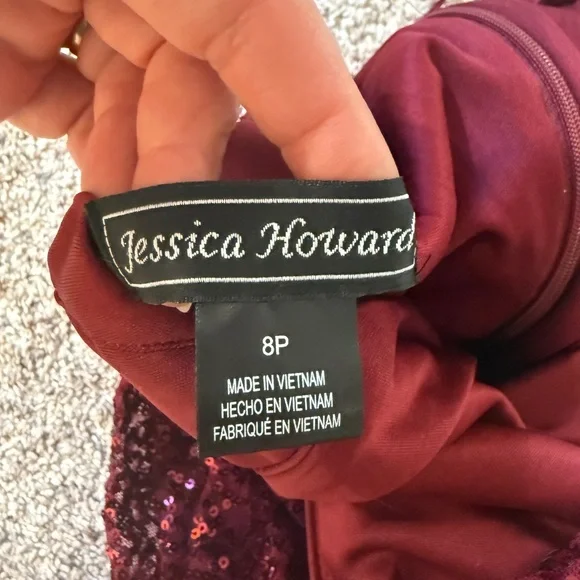 Jessica Howard
8P
MADE IN VIETNAM
HECHO EN VIETNAM
FABRIQUÉ EN VIETNAM